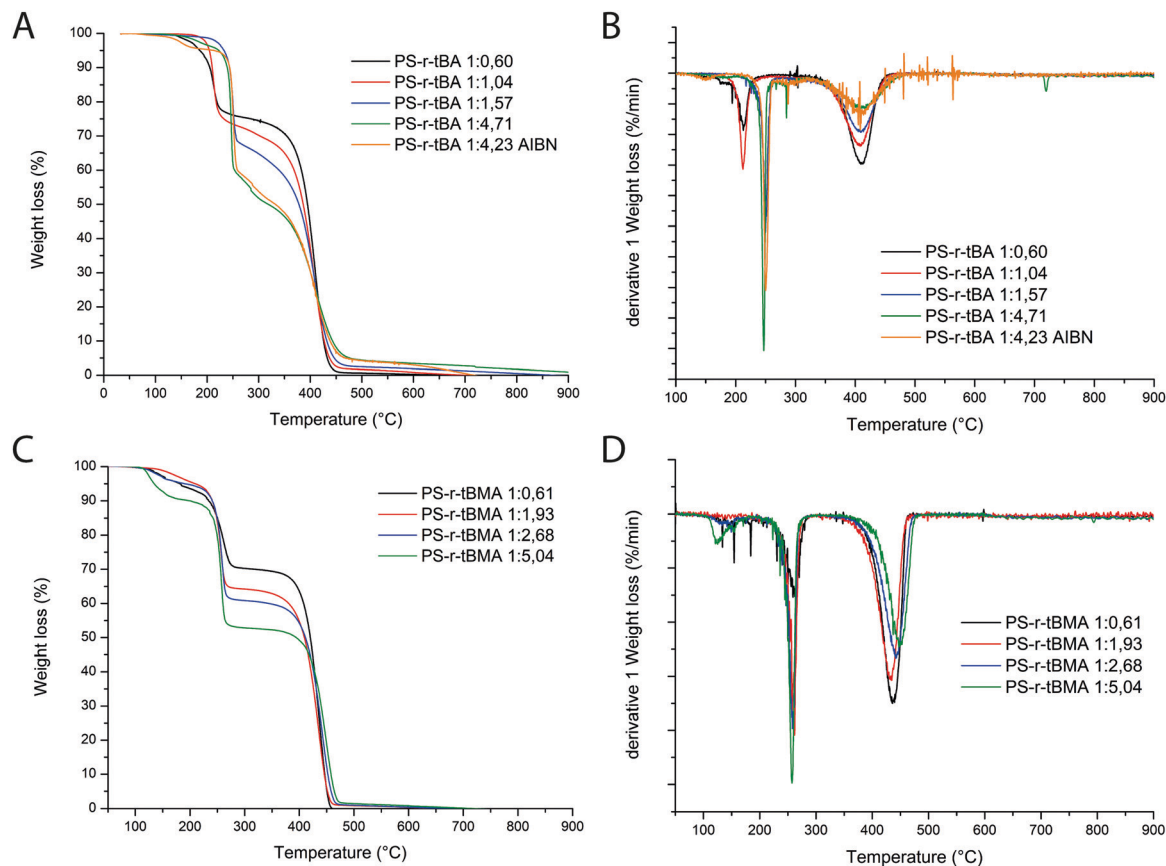 A
100
90
80
70
60
50
40
30
20
10
0
Weight loss (%)
PS-r-tBA 1:0,60
PS-r-tBA 1:1,04
PS-r-tBA 1:1,57
PS-r-tBA 1:4,71
PS-r-tBA 1:4,23 AIBN
0 100 200 300 400 500 600 700 800 900
Temperature (°C)
B
derivative 1 Weight loss (%/min)
PS-r-tBA 1:0,60
PS-r-tBA 1:1,04
PS-r-tBA 1:1,57
PS-r-tBA 1:4,71
PS-r-tBA 1:4,23 AIBN
100 200 300 400 500 600 700 800 900
Temperature (°C)
C
100
90
80
70
60
50
40
30
20
10
0
Weight loss (%)
PS-r-tBMA 1:0,61
PS-r-tBMA 1:1,93
PS-r-tBMA 1:2,68
PS-r-tBMA 1:5,04
100 200 300 400 500 600 700 800 900
Temperature (°C)
D
derivative 1 Weight loss (%/min)
PS-r-tBMA 1:0,61
PS-r-tBMA 1:1,93
PS-r-tBMA 1:2,68
PS-r-tBMA 1:5,04
100 200 300 400 500 600 700 800 900
Temperature (°C)